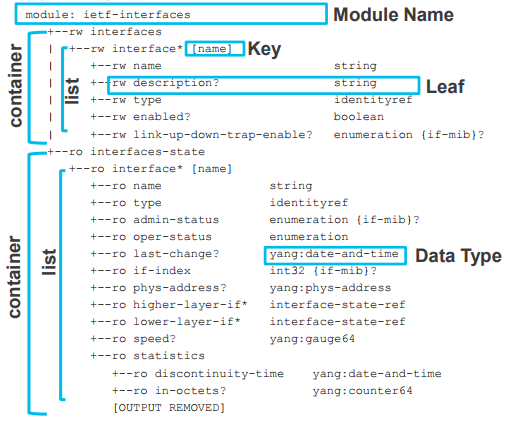 module: ietf-interfaces Module Name
+--rw interfaces
| +--rw interface* [name] Key
| +--rw name string
| +--rw description? string Leaf
| +--rw type identityref
| +--rw enabled? boolean
| +--rw link-up-down-trap-enable? enumeration {if-mib}?
container
list
+--ro interfaces-state
+--ro interface* [name]
+--ro name string
+--ro type identityref
+--ro admin-status enumeration {if-mib}?
+--ro oper-status enumeration
+--ro last-change? yang:date-and-time Data Type
+--ro if-index int32 {if-mib}?
+--ro phys-address? yang:phys-address
+--ro higher-layer-if* interface-state-ref
+--ro lower-layer-if* interface-state-ref
+--ro speed? yang:gauge64
+--ro statistics
+--ro discontinuity-time yang:date-and-time
+--ro in-octets? yang:counter64
[OUTPUT REMOVED]
container
list